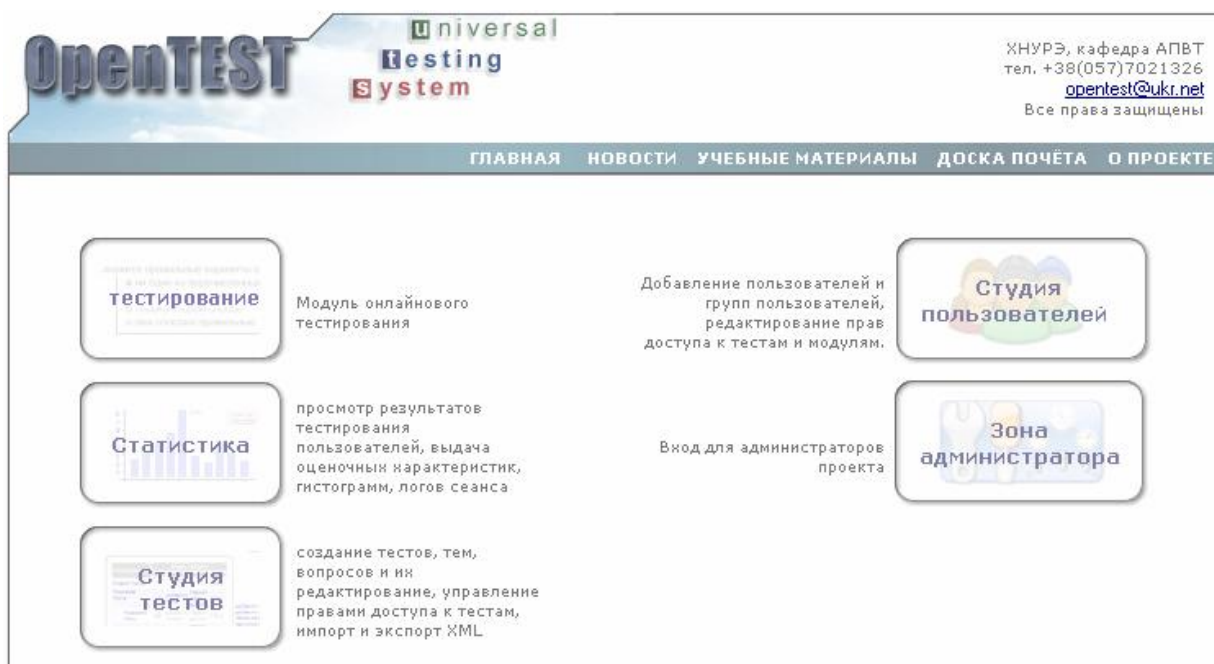 OpenTEST
universal
testing
system
ХНУРЭ, кафедра АПВТ
тел. +38(057)7021326
opentest@ukr.net
Все права защищены
ГЛАВНАЯ НОВОСТИ УЧЕБНЫЕ МАТЕРИАЛЫ ДОСКА ПОЧЁТА О ПРОЕКТЕ
тестирование
Модуль онлайнового
тестирования
Добавление пользователей и
групп пользователей,
редактирование прав
доступа к тестам и модулям.
Студия
пользователей
Статистика
просмотр результатов
тестирования
пользователей, выдача
оценочных характеристик,
гистограмм, логов сеанса
Вход для администраторов
проекта
Зона
администратора
Студия
тестов
создание тестов, тем,
вопросов и их
редактирование, управление
правами доступа к тестам,
импорт и экспорт XML